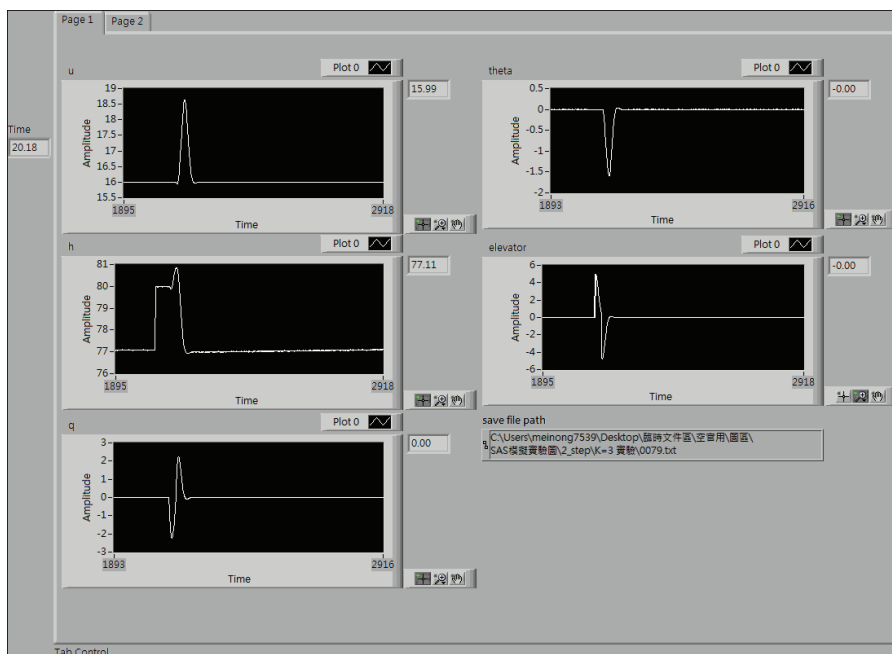 Page 1
Page 2
Time
20.18
u
Plot 0
15.99
19
18.5
18
17.5
17
16.5
16
15.5
Amplitude
1895
2918
Time
theta
Plot 0
-0.00
0.5
0
-0.5
-1
-1.5
-2
Amplitude
1893
2916
Time
h
Plot 0
77.11
81
80
79
78
77
76
Amplitude
1895
2918
Time
elevator
Plot 0
-0.00
6
4
2
0
-2
-4
-6
Amplitude
1895
2918
Time
q
Plot 0
0.00
3
2
1
0
-1
-2
-3
Amplitude
1893
2916
Time
save file path
C:\Users\meinong7539\Desktop\臨時文件區\空官用\圖區\
SAS模擬實驗圖\2_step\K=3 實驗\0079.txt
Tab Control